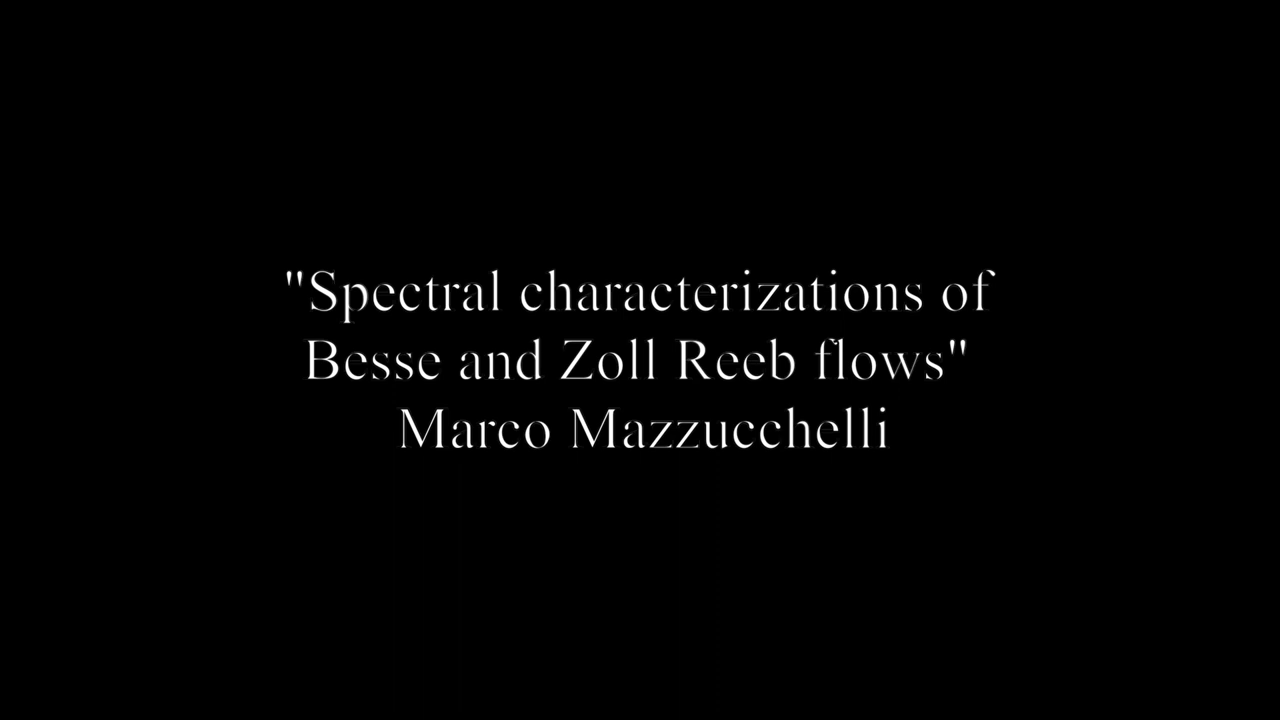 "Spectral characterizations of
Besse and Zoll Reeb flows"
Marco Mazzucchelli